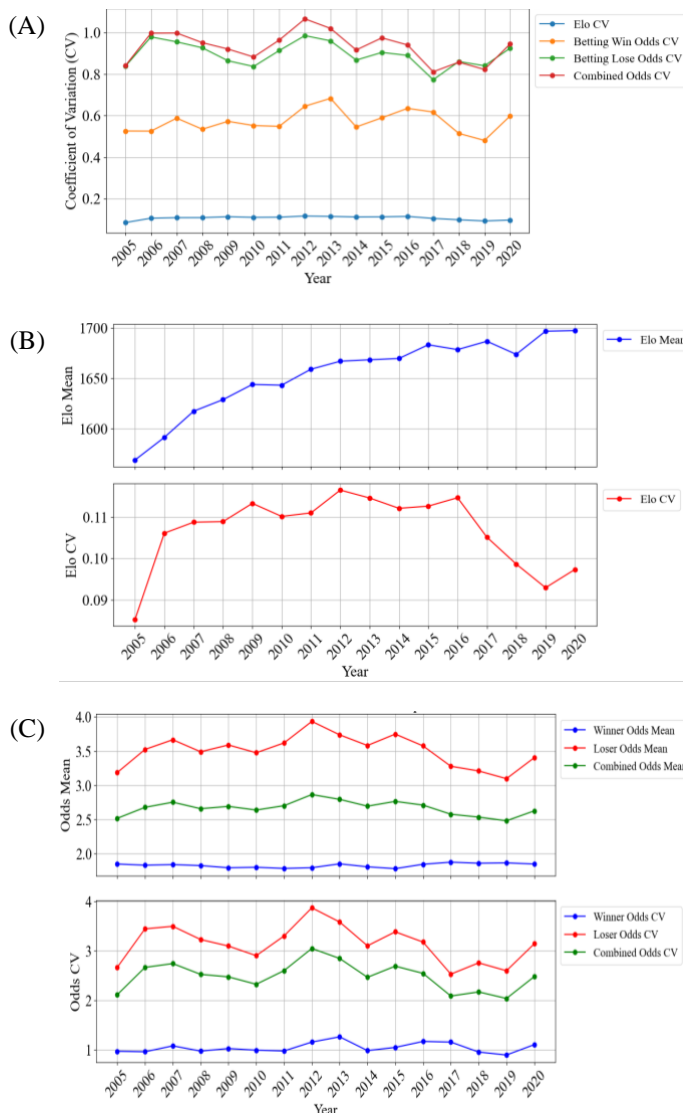 (A)
Coefficient of Variation (CV)
1.0
0.8
0.6
0.4
0.2
2005 2006 2007 2008 2009 2010 2011 2012 2013 2014 2015 2016 2017 2018 2019 2020
Year
Elo CV
Betting Win Odds CV
Betting Lose Odds CV
Combined Odds CV
(B)
Elo Mean
1700
1650
1600
Elo Mean
Elo CV
0.11
0.10
0.09
2005 2006 2007 2008 2009 2010 2011 2012 2013 2014 2015 2016 2017 2018 2019 2020
Year
Elo CV
(C)
Odds Mean
4.0
3.5
3.0
2.5
2.0
Winner Odds Mean
Loser Odds Mean
Combined Odds Mean
Odds CV
4
3
2
1
2005 2006 2007 2008 2009 2010 2011 2012 2013 2014 2015 2016 2017 2018 2019 2020
Year
Winner Odds CV
Loser Odds CV
Combined Odds CV